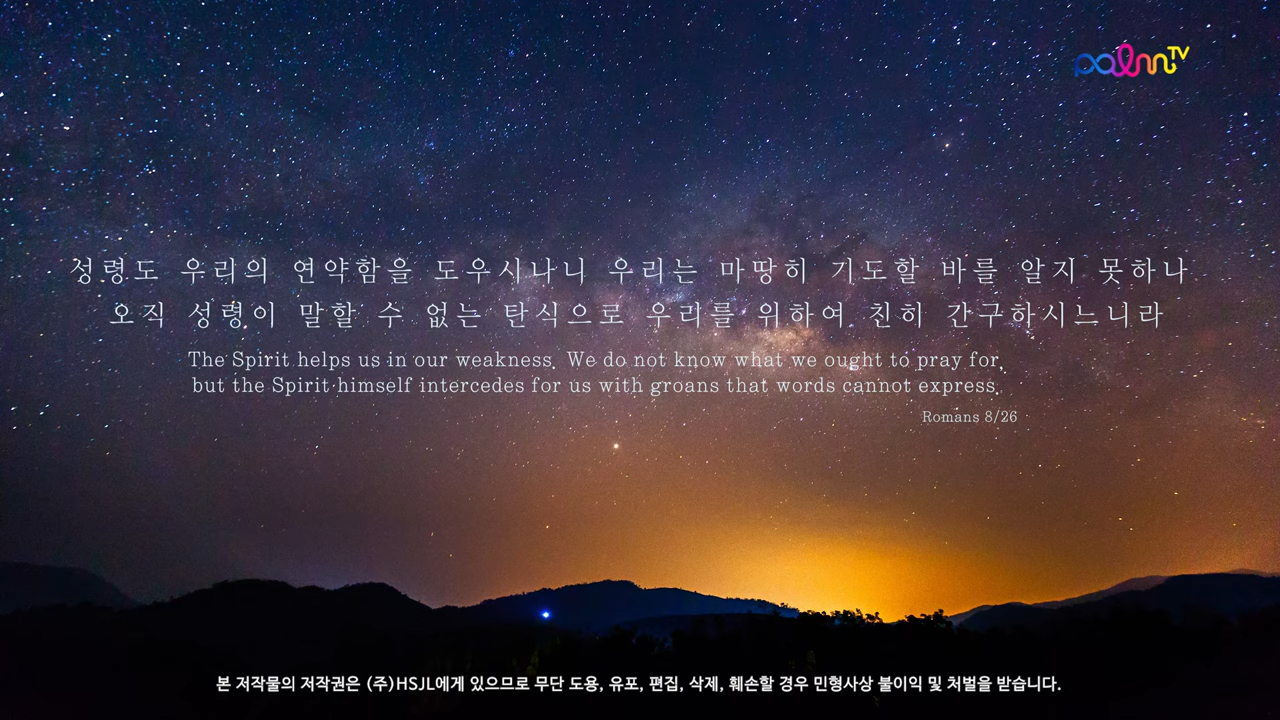 palm TV
성령도 우리의 연약함을 도우시나니 우리는 마땅히 기도할 바를 알지 못하나
오직 성령이 말할 수 없는 탄식으로 우리를 위하여 친히 간구하시느니라
The Spirit helps us in our weakness. We do not know what we ought to pray for,
but the Spirit himself intercedes for us with groans that words cannot express.
Romans 8/26
본 저작물의 저작권은 (주)HSJL에게 있으므로 무단 도용, 유포, 편집, 삭제, 훼손할 경우 민형사상 불이익 및 처벌을 받습니다.